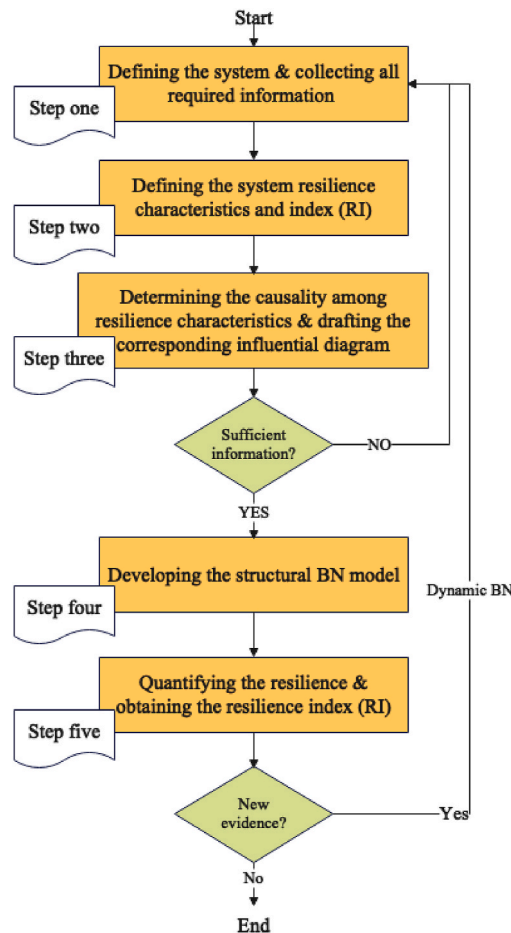 Start
Defining the system & collecting all
required information
Step one
Defining the system resilience
characteristics and index (RI)
Step two
Determining the causality among
resilience characteristics & drafting the
corresponding influential diagram
Step three
Sufficient
information?
NO
YES
Developing the structural BN model
Step four
Dynamic BN
Quantifying the resilience &
obtaining the resilience index (RI)
Step five
New
evidence?
Yes
No
End